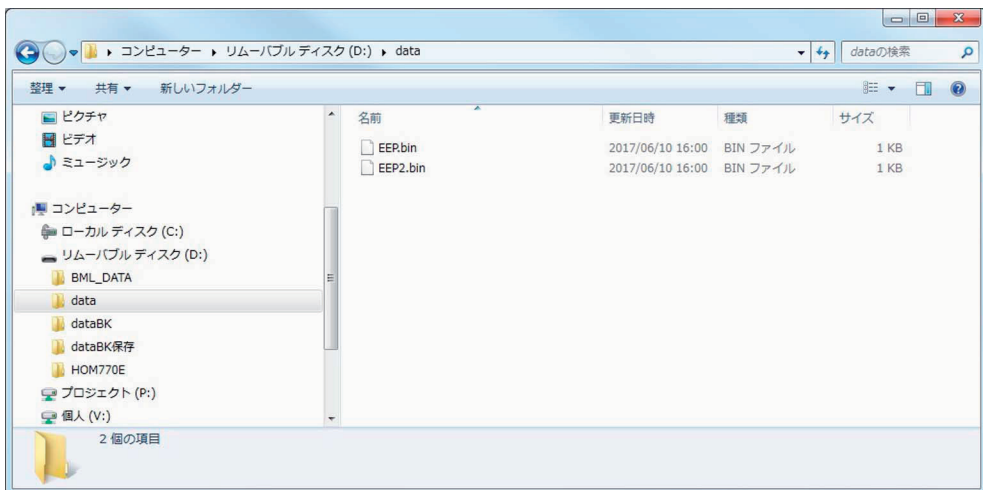 コンピューター ▸ リムーバブル ディスク (D:) ▸ data
dataの検索
整理 ▾ 共有 ▾ 新しいフォルダー
ピクチャ
ビデオ
ミュージック
コンピューター
ローカル ディスク (C:)
リムーバブル ディスク (D:)
BML_DATA
data
dataBK
dataBK保存
HOM770E
プロジェクト (P:)
個人 (V:)
名前 更新日時 種類 サイズ
EEP.bin 2017/06/10 16:00 BIN ファイル 1 KB
EEP2.bin 2017/06/10 16:00 BIN ファイル 1 KB
2 個の項目